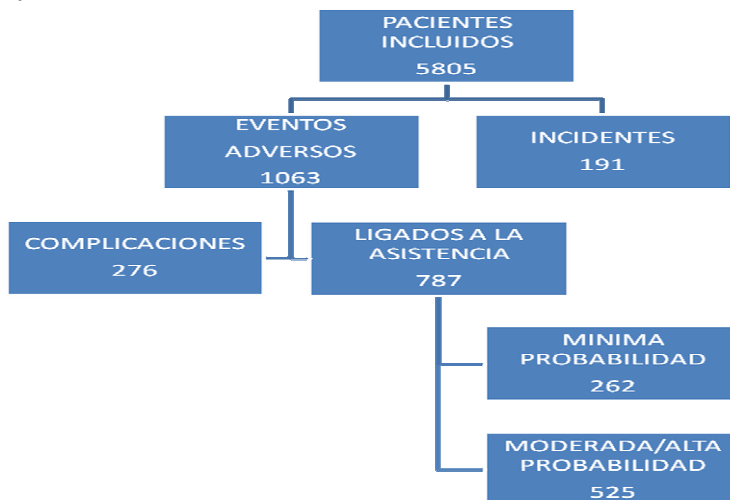 PACIENTES
INCLUIDOS
5805
EVENTOS
ADVERSOS
1063
INCIDENTES
191
COMPLICACIONES
276
LIGADOS A LA
ASISTENCIA
787
MINIMA
PROBABILIDAD
262
MODERADA/ALTA
PROBABILIDAD
525